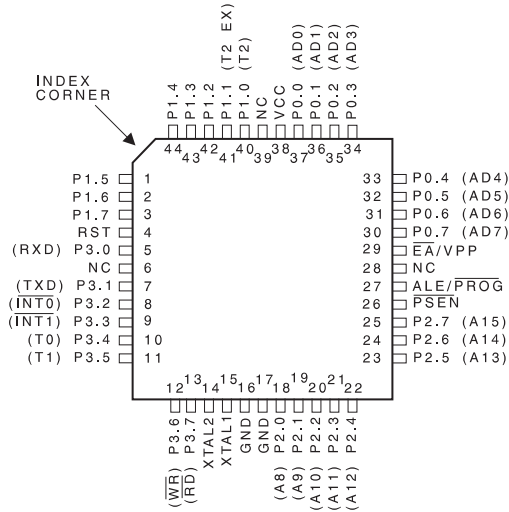 INDEX
CORNER
P1.4
P1.3
P1.2
P1.1 (T2 EX)
P1.0 (T2)
NC
VCC
P0.0 (AD0)
P0.1 (AD1)
P0.2 (AD2)
P0.3 (AD3)
44
43
42
41
40
39
38
37
36
35
34
P1.5 1
P1.6 2
P1.7 3
RST 4
(RXD) P3.0 5
NC 6
(TXD) P3.1 7
(INT0) P3.2 8
(INT1) P3.3 9
(T0) P3.4 10
(T1) P3.5 11
33 P0.4 (AD4)
32 P0.5 (AD5)
31 P0.6 (AD6)
30 P0.7 (AD7)
29 EA/VPP
28 NC
27 ALE/PROG
26 PSEN
25 P2.7 (A15)
24 P2.6 (A14)
23 P2.5 (A13)
12
13
14
15
16
17
18
19
20
21
22
(WR) P3.6
(RD) P3.7
XTAL2
XTAL1
GND
GND
(A8) P2.0
(A9) P2.1
(A10) P2.2
(A11) P2.3
(A12) P2.4